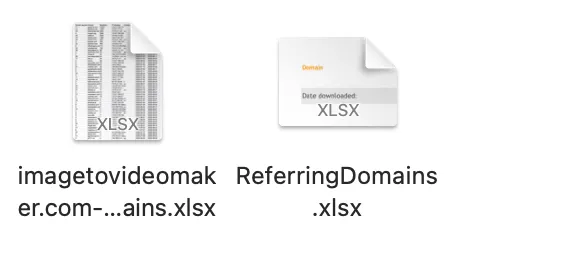 Domain
Date downloaded:
XLSX
XLSX
imagetovideomak
er.com-...ains.xlsx
ReferringDomains
.xlsx